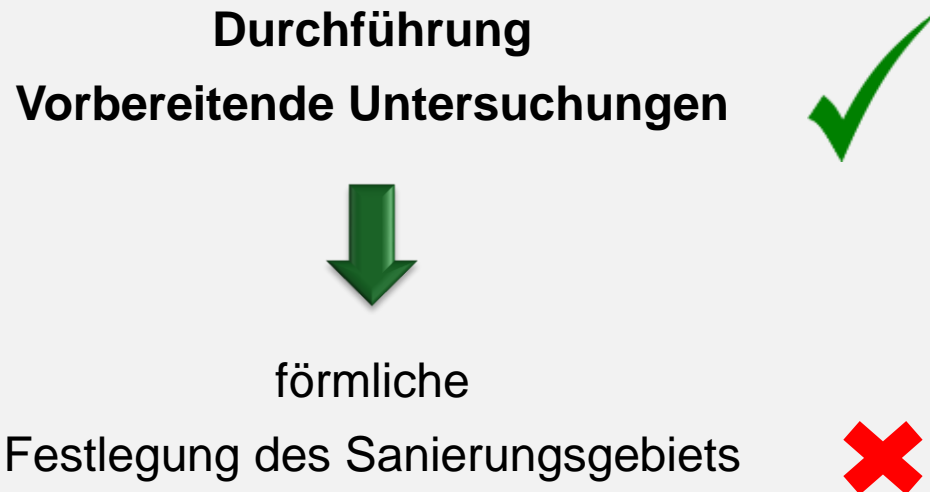 Durchführung
Vorbereitende Untersuchungen
förmliche
Festlegung des Sanierungsgebiets